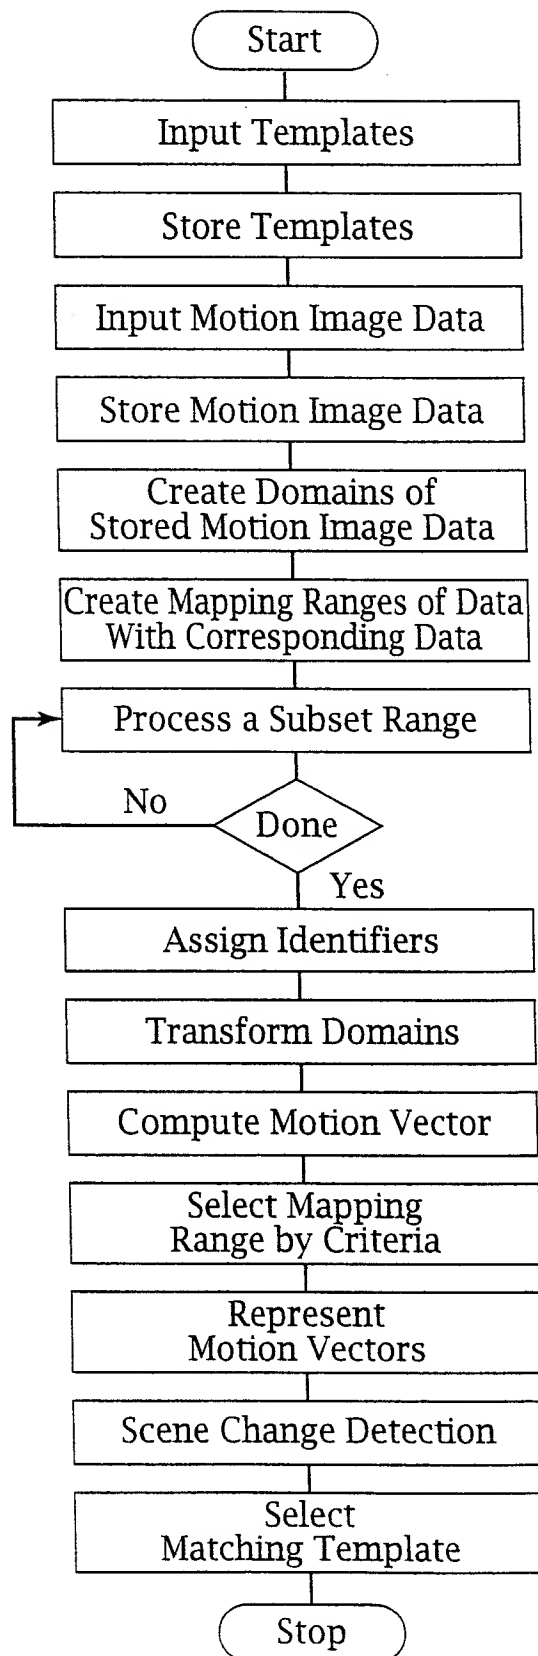 Start
Input Templates
Store Templates
Input Motion Image Data
Store Motion Image Data
Create Domains of
Stored Motion Image Data
Create Mapping Ranges of Data
With Corresponding Data
Process a Subset Range
No
Done
Yes
Assign Identifiers
Transform Domains
Compute Motion Vector
Select Mapping
Range by Criteria
Represent
Motion Vectors
Scene Change Detection
Select
Matching Template
Stop